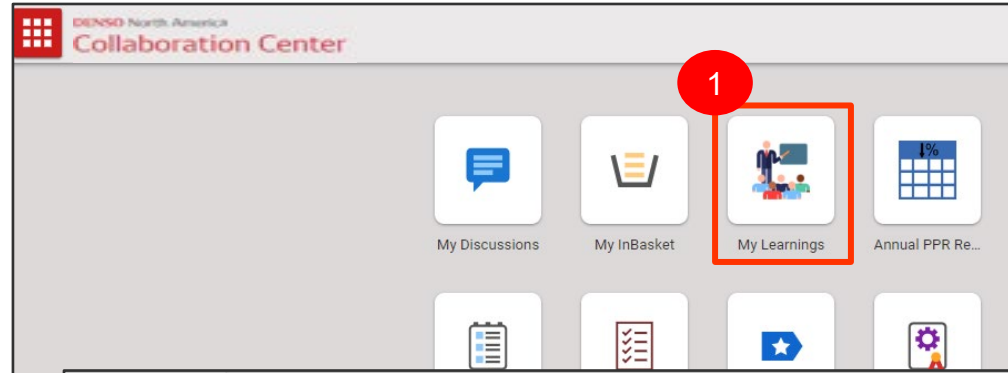 DENSO North America
Collaboration Center
1
My Discussions
My InBasket
My Learnings
Annual PPR Re...
%